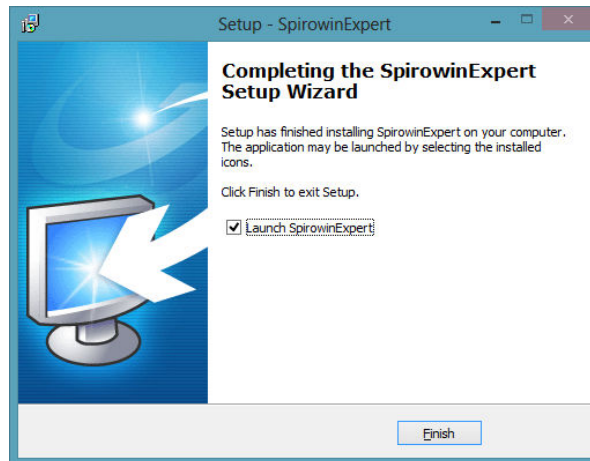 Setup - SpirowinExpert
Completing the SpirowinExpert
Setup Wizard
Setup has finished installing SpirowinExpert on your computer.
The application may be launched by selecting the installed
icons.
Click Finish to exit Setup.
Launch SpirowinExpert
Finish